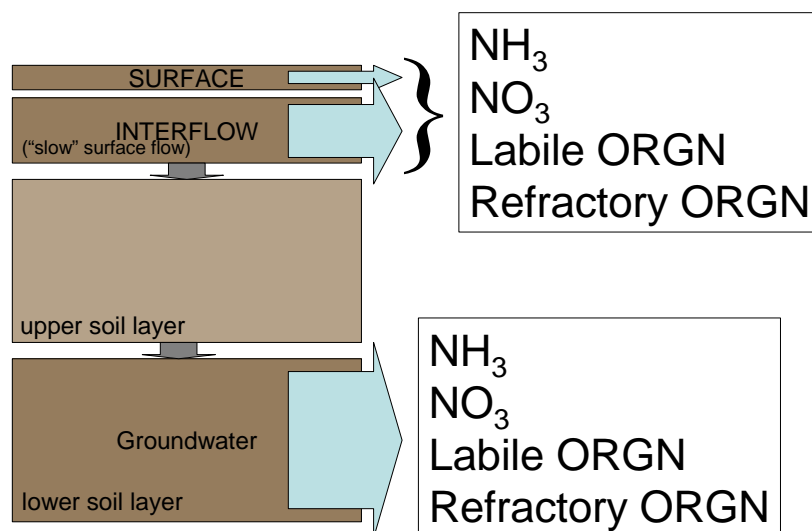 SURFACE
INTERFLOW
(“slow” surface flow)
NH₃
NO₃
Labile ORGN
Refractory ORGN
upper soil layer
Groundwater
lower soil layer
NH₃
NO₃
Labile ORGN
Refractory ORGN